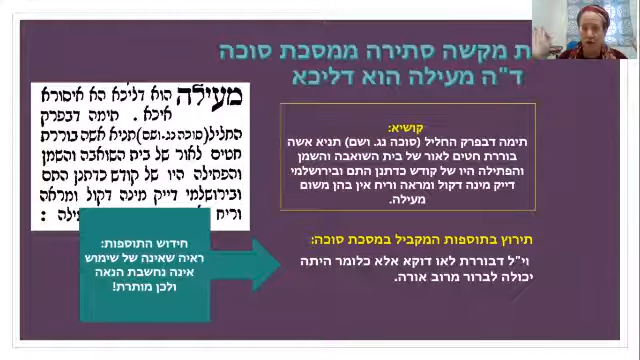 ת מקשה סתירה ממסכת סוכה
ד"ה מעילה הוא דליכא
מעילה הוא דליכא הא איסורא
איכא. תימה דבפרק
החליל (סוכה נג. ושם) תניא אשה בוררת
חטים לאור של בית השואבה והשמן
והפתילה היו של קודש כדתנן התם
ובירושלמי דייק מינה דקול ומראה
וריח
עילה :
קושיא:
תימה דבפרק החליל (סוכה נג. ושם) תניא אשה
בוררת חטים לאור של בית השואבה והשמן
והפתילה היו של קודש כדתנן התם ובירושלמי
דייק מינה דקול ומראה וריח אין בהן משום
מעילה.
תירוץ בתוספות המקביל במסכת סוכה:
וי"ל דבוררת לאו דוקא אלא כלומר היתה
יכולה לברור מרוב אורה.
חידוש התוספות:
ראיה שאינה של שימוש
אינה נחשבת הנאה
ולכן מותרת!